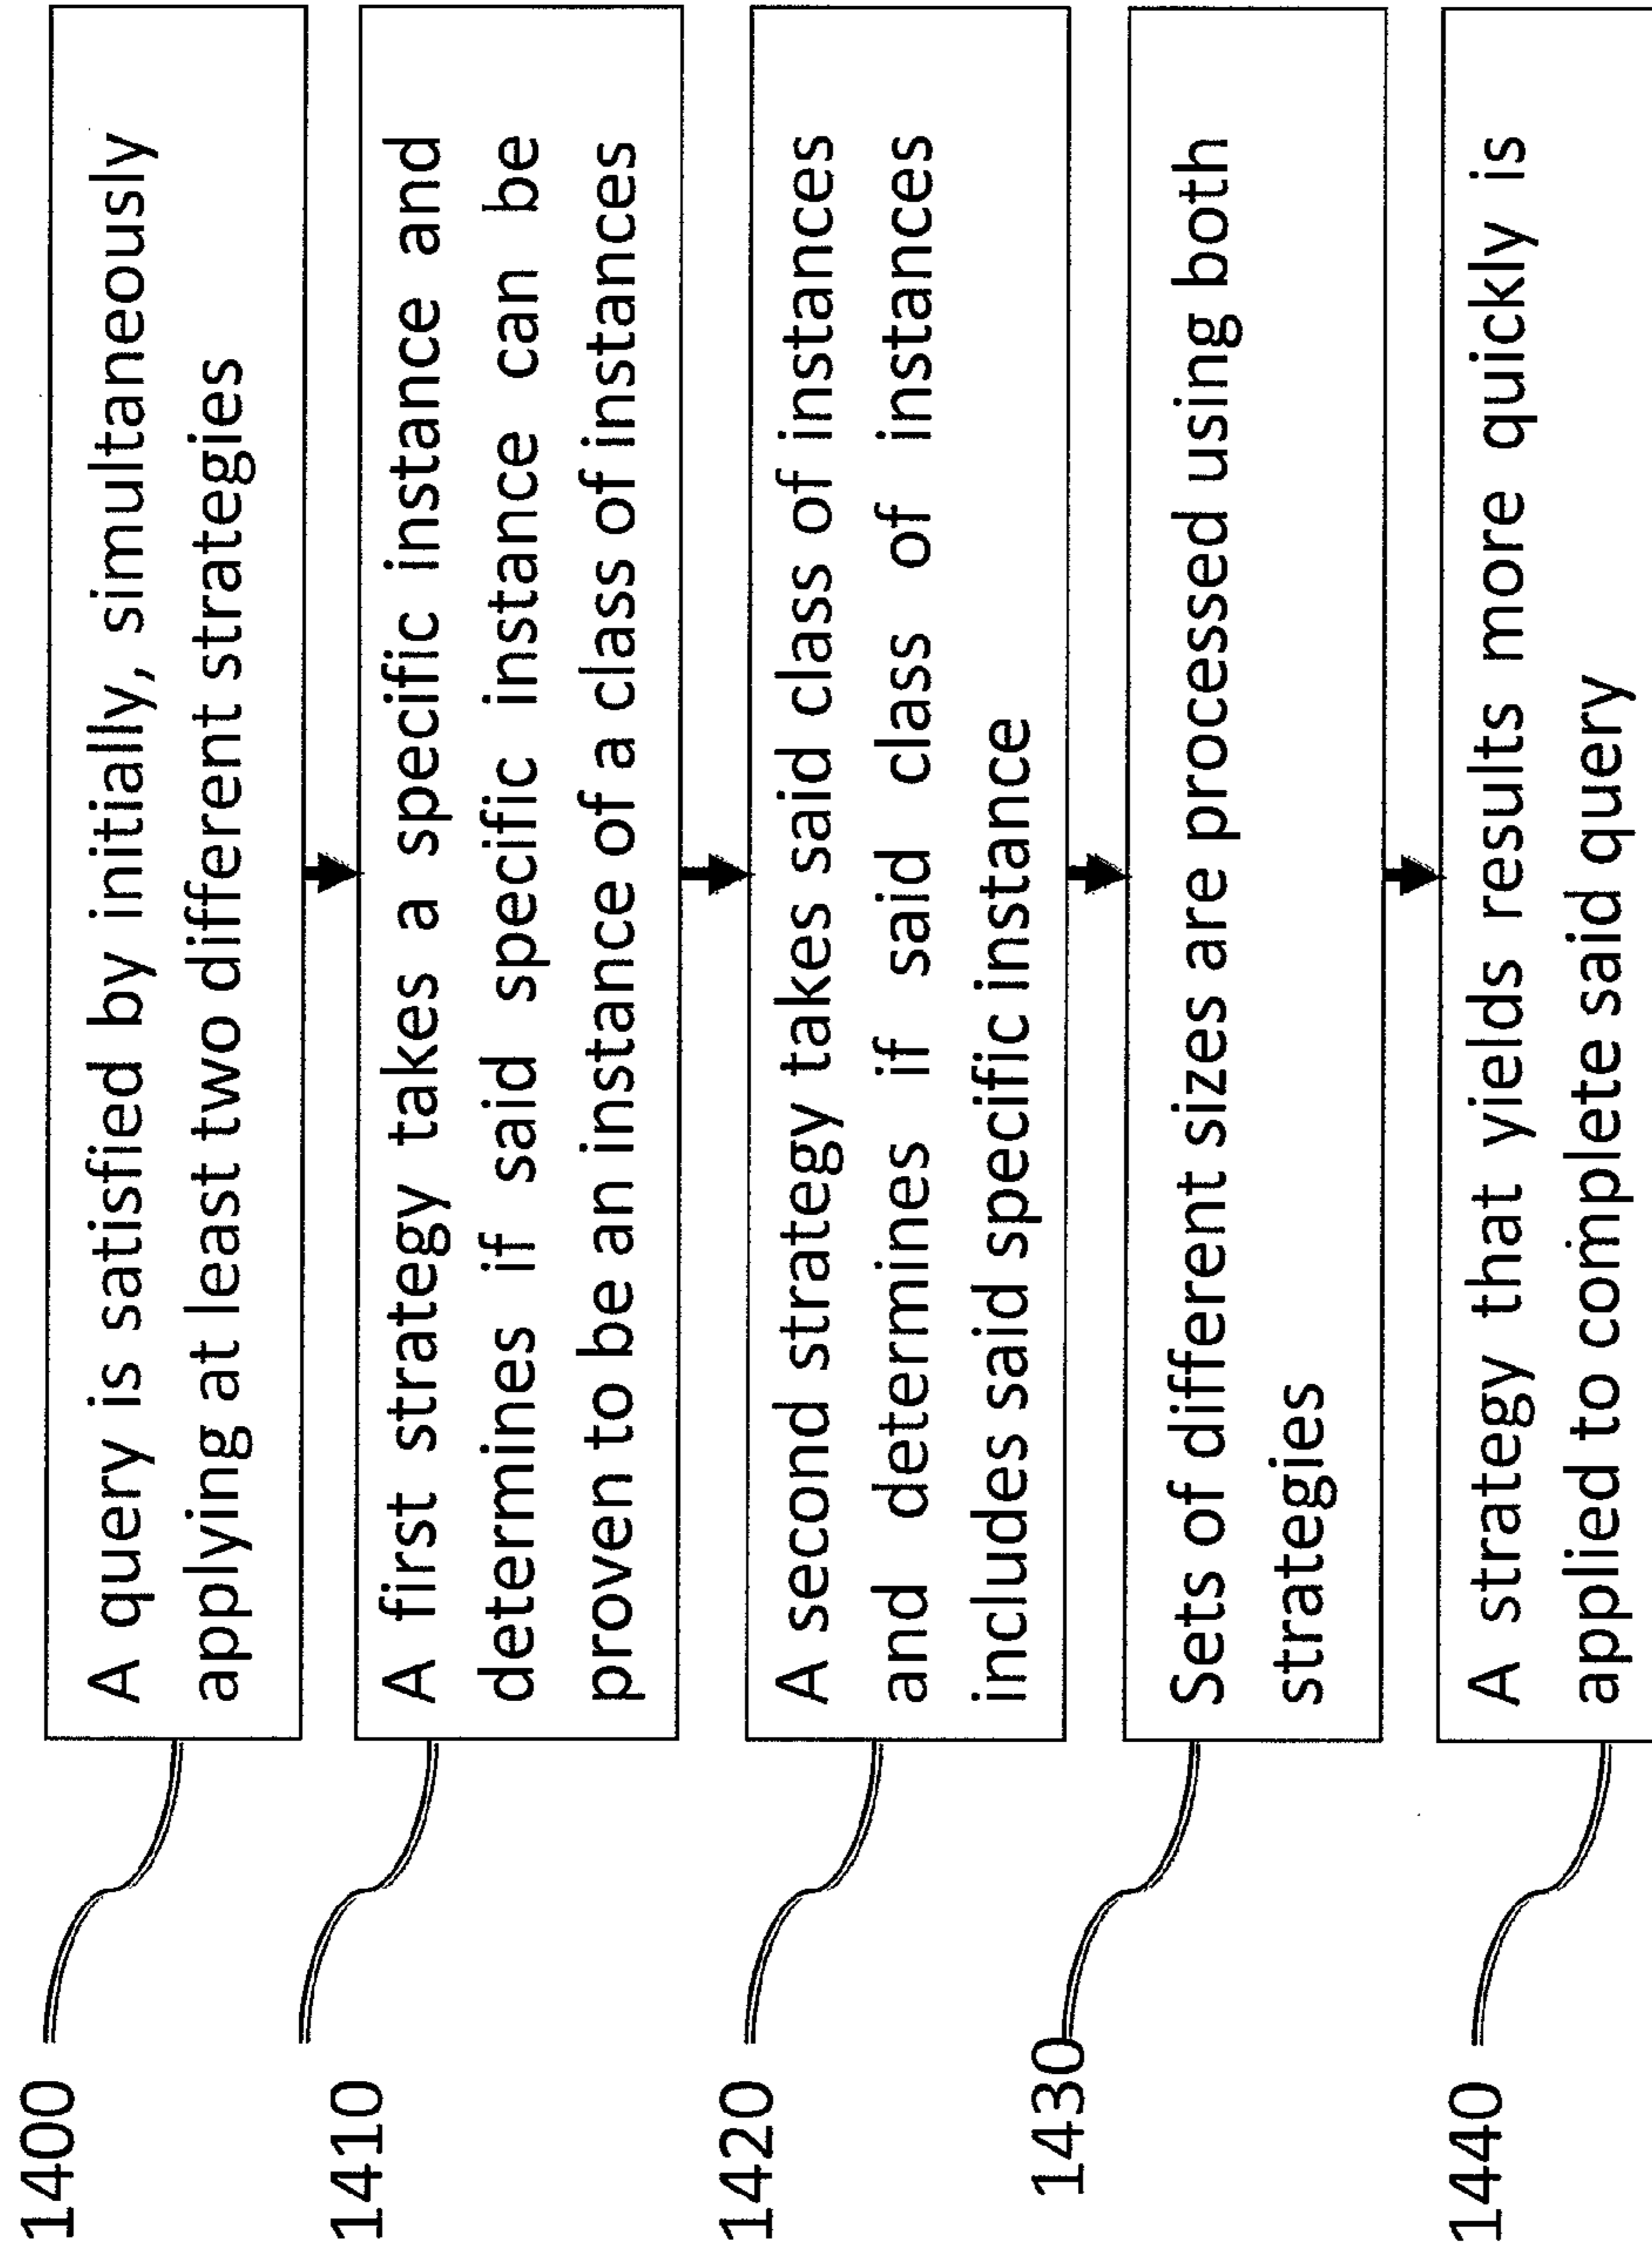 1400
A query is satisfied by initially, simultaneously
applying at least two different strategies
1410
A first strategy takes a specific instance and
determines if said specific instance can be
proven to be an instance of a class of instances
1420
A second strategy takes said class of instances
and determines if said class of instances
includes said specific instance
1430
Sets of different sizes are processed using both
strategies
1440
A strategy that yields results more quickly is
applied to complete said query